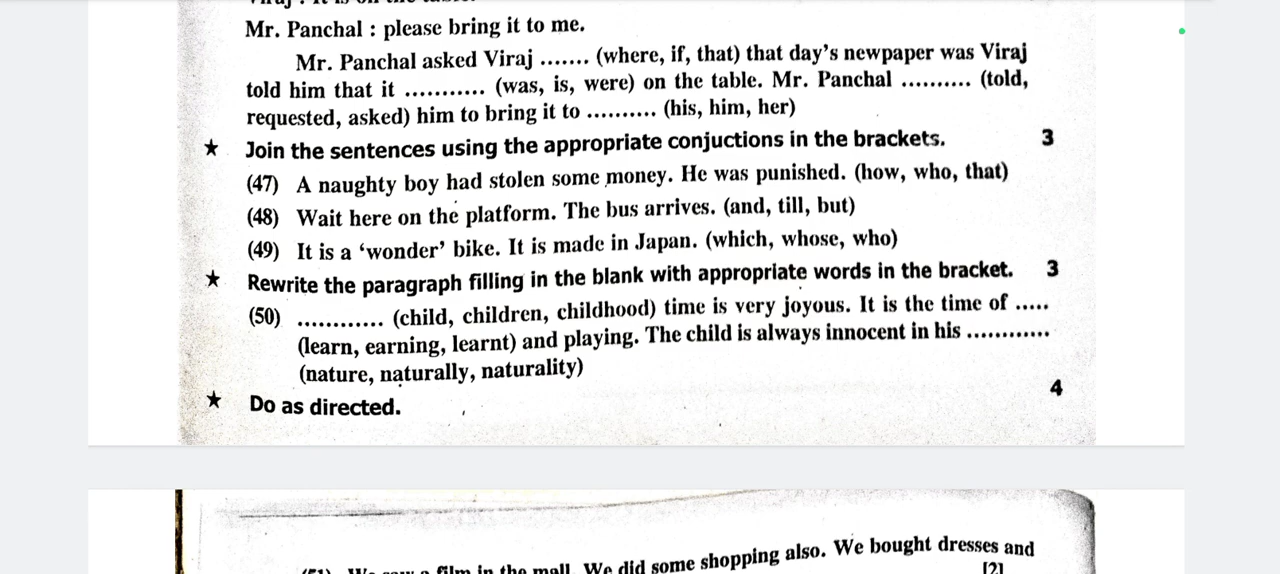 Mr. Panchal : please bring it to me.
Mr. Panchal asked Viraj ....... (where, if, that) that day's newpaper was Viraj
told him that it ........... (was, is, were) on the table. Mr. Panchal .......... (told,
requested, asked) him to bring it to .......... (his, him, her)
★ Join the sentences using the appropriate conjuctions in the brackets. 3
(47) A naughty boy had stolen some money. He was punished. (how, who, that)
(48) Wait here on the platform. The bus arrives. (and, till, but)
(49) It is a ‘wonder’ bike. It is made in Japan. (which, whose, who)
★ Rewrite the paragraph filling in the blank with appropriate words in the bracket. 3
(50) ............ (child, children, childhood) time is very joyous. It is the time of .....
(learn, earning, learnt) and playing. The child is always innocent in his ............
(nature, naturally, naturality)
★ Do as directed. 4
film in the mall. We did some shopping also. We bought dresses and
[2]